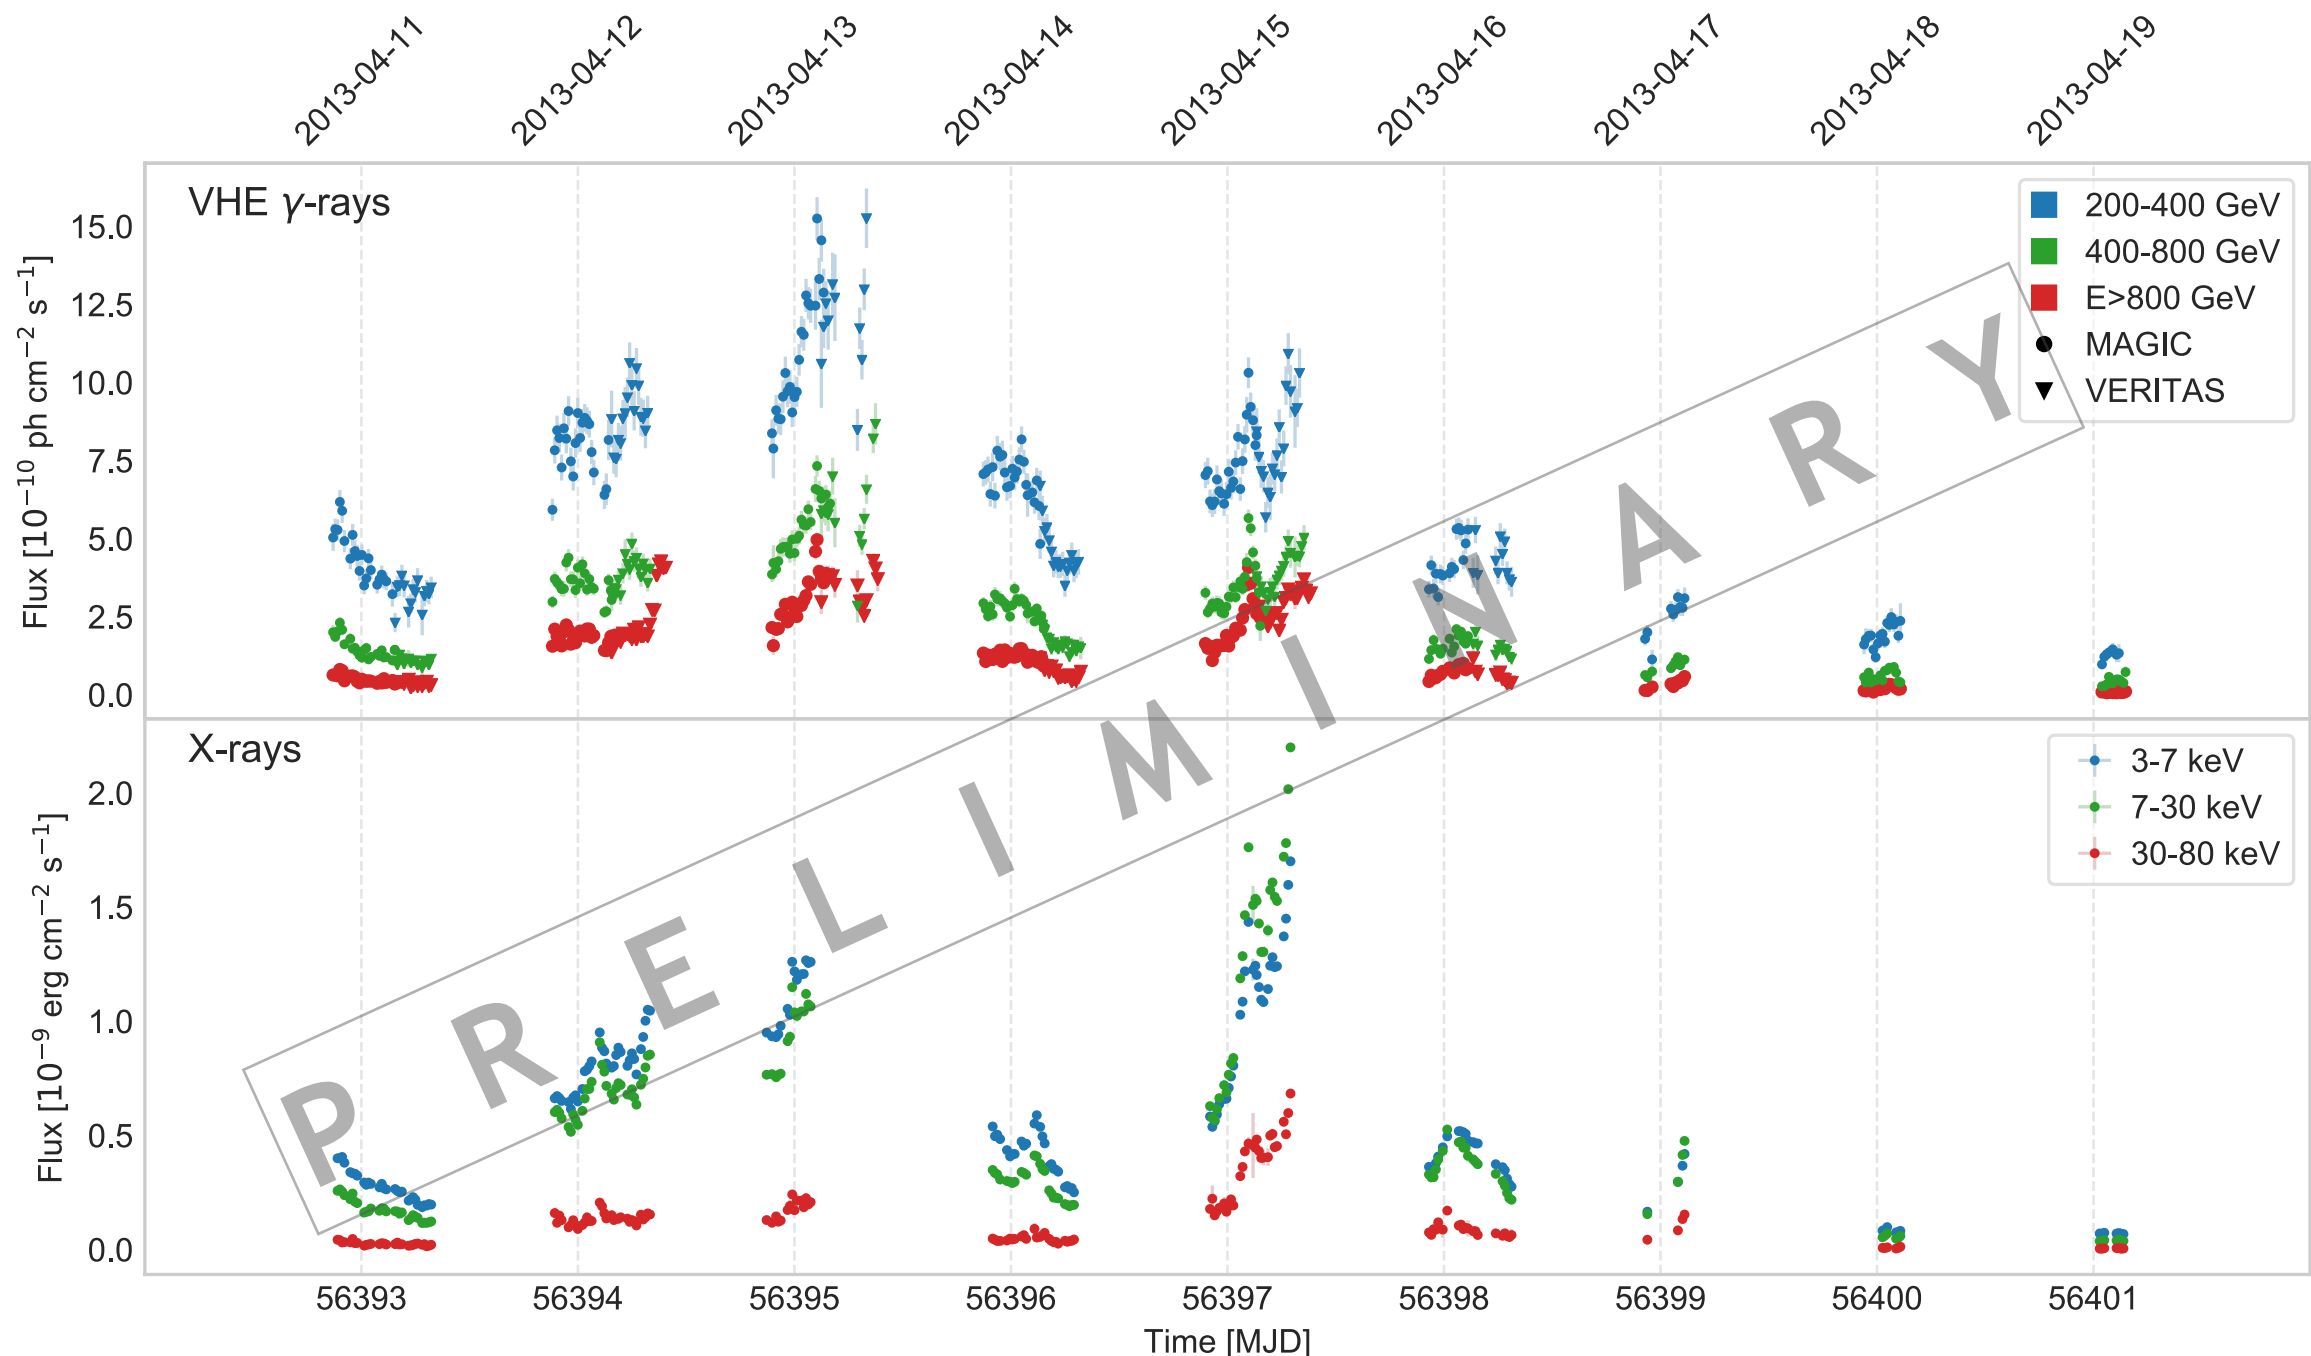 2013-04-11 2013-04-12 2013-04-13 2013-04-14 2013-04-15 2013-04-16 2013-04-17 2013-04-18 2013-04-19
VHE γ-rays
Flux [10⁻¹⁰ ph cm⁻² s⁻¹]
15.0
12.5
10.0
7.5
5.0
2.5
0.0
200-400 GeV
400-800 GeV
E>800 GeV
MAGIC
VERITAS
PRELIMINARY
X-rays
Flux [10⁻⁹ erg cm⁻² s⁻¹]
2.0
1.5
1.0
0.5
0.0
3-7 keV
7-30 keV
30-80 keV
56393 56394 56395 56396 56397 56398 56399 56400 56401
Time [MJD]